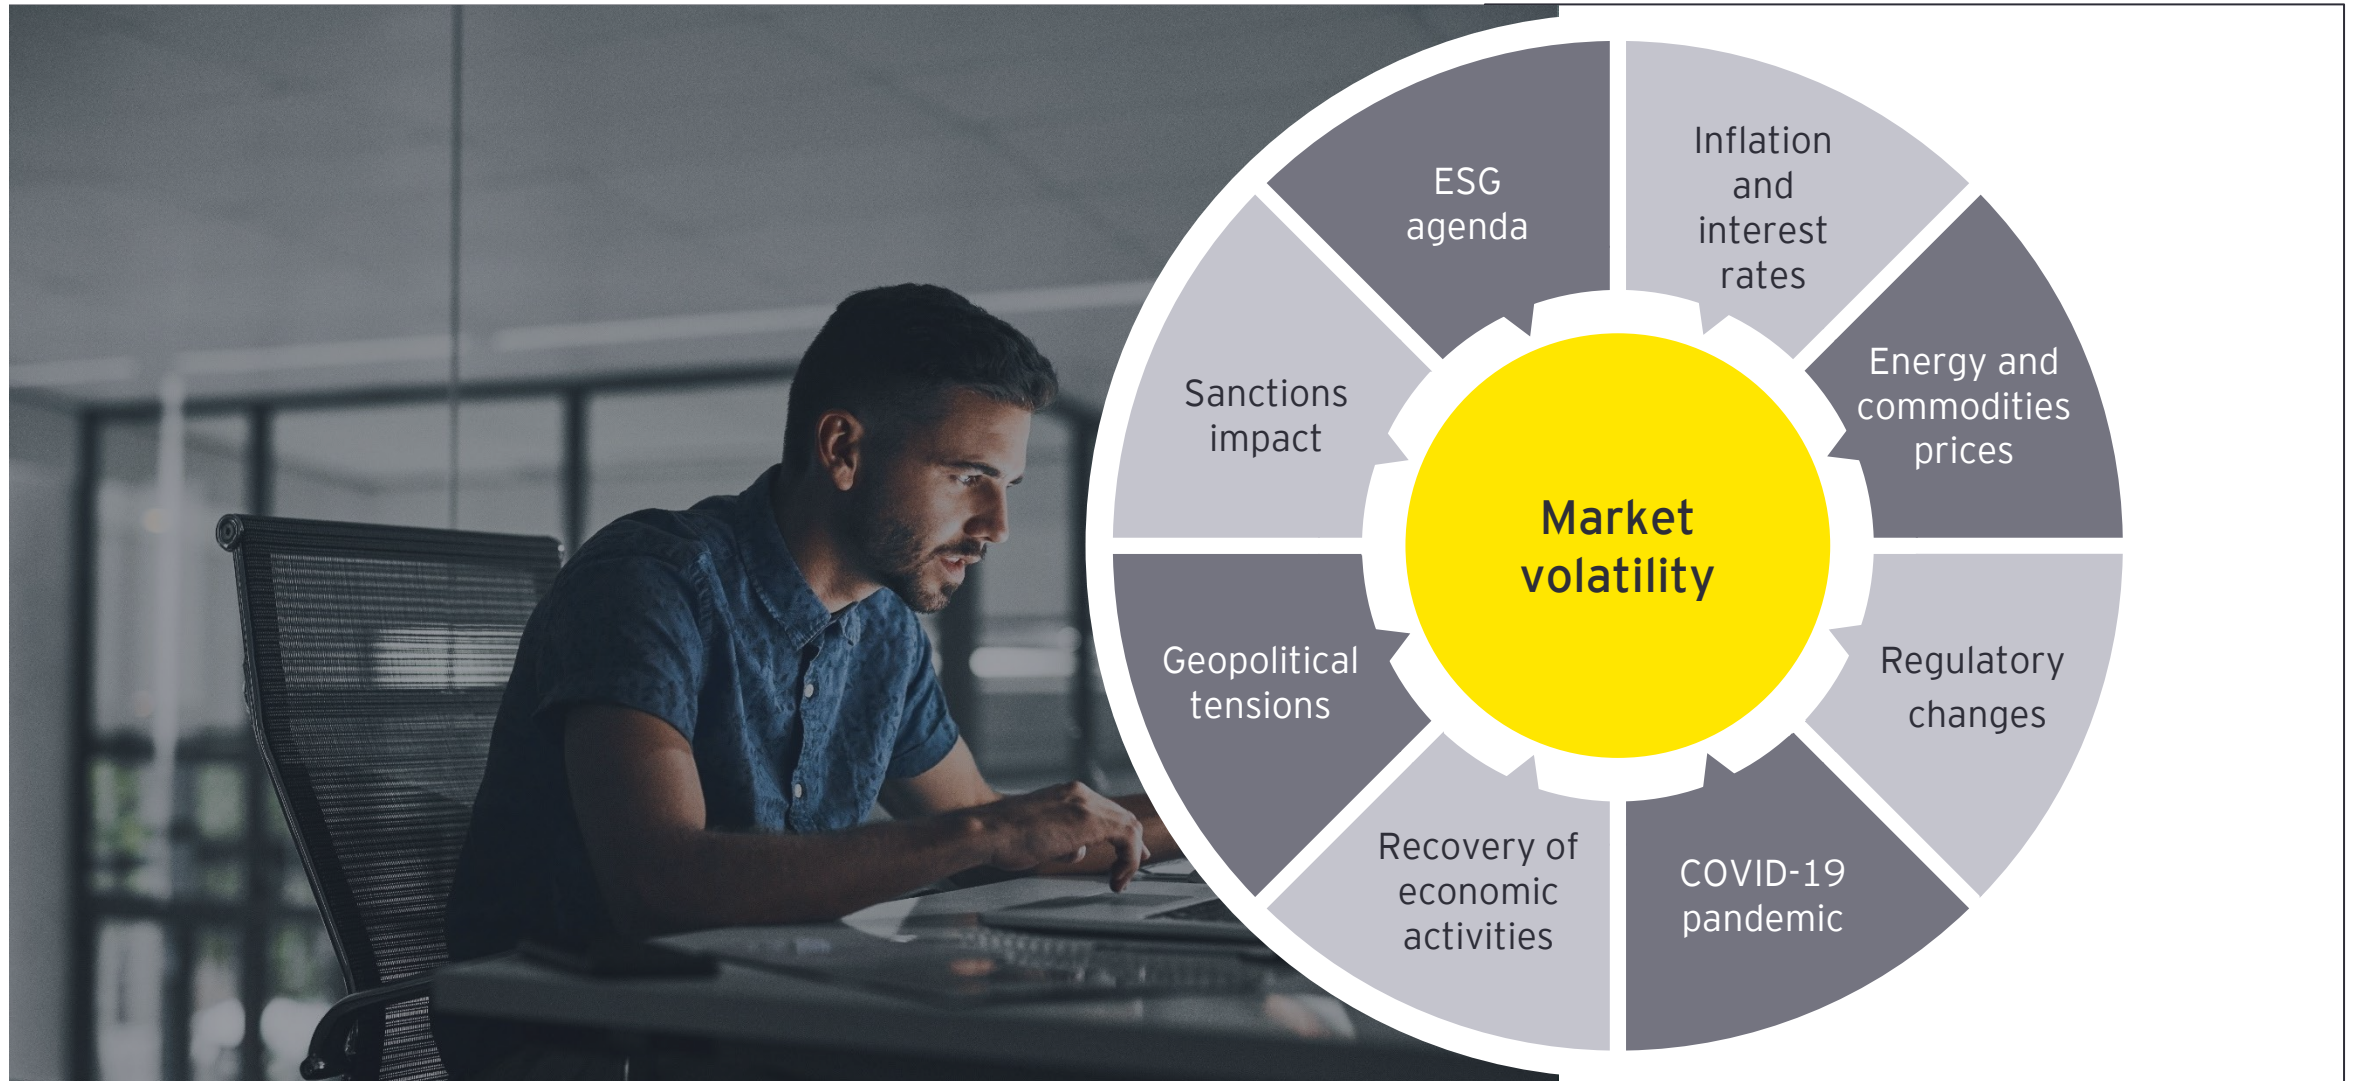 ESG
agenda
Inflation
and
interest
rates
Energy and
commodities
prices
Regulatory
changes
COVID-19
pandemic
Recovery of
economic
activities
Geopolitical
tensions
Sanctions
impact
Market
volatility